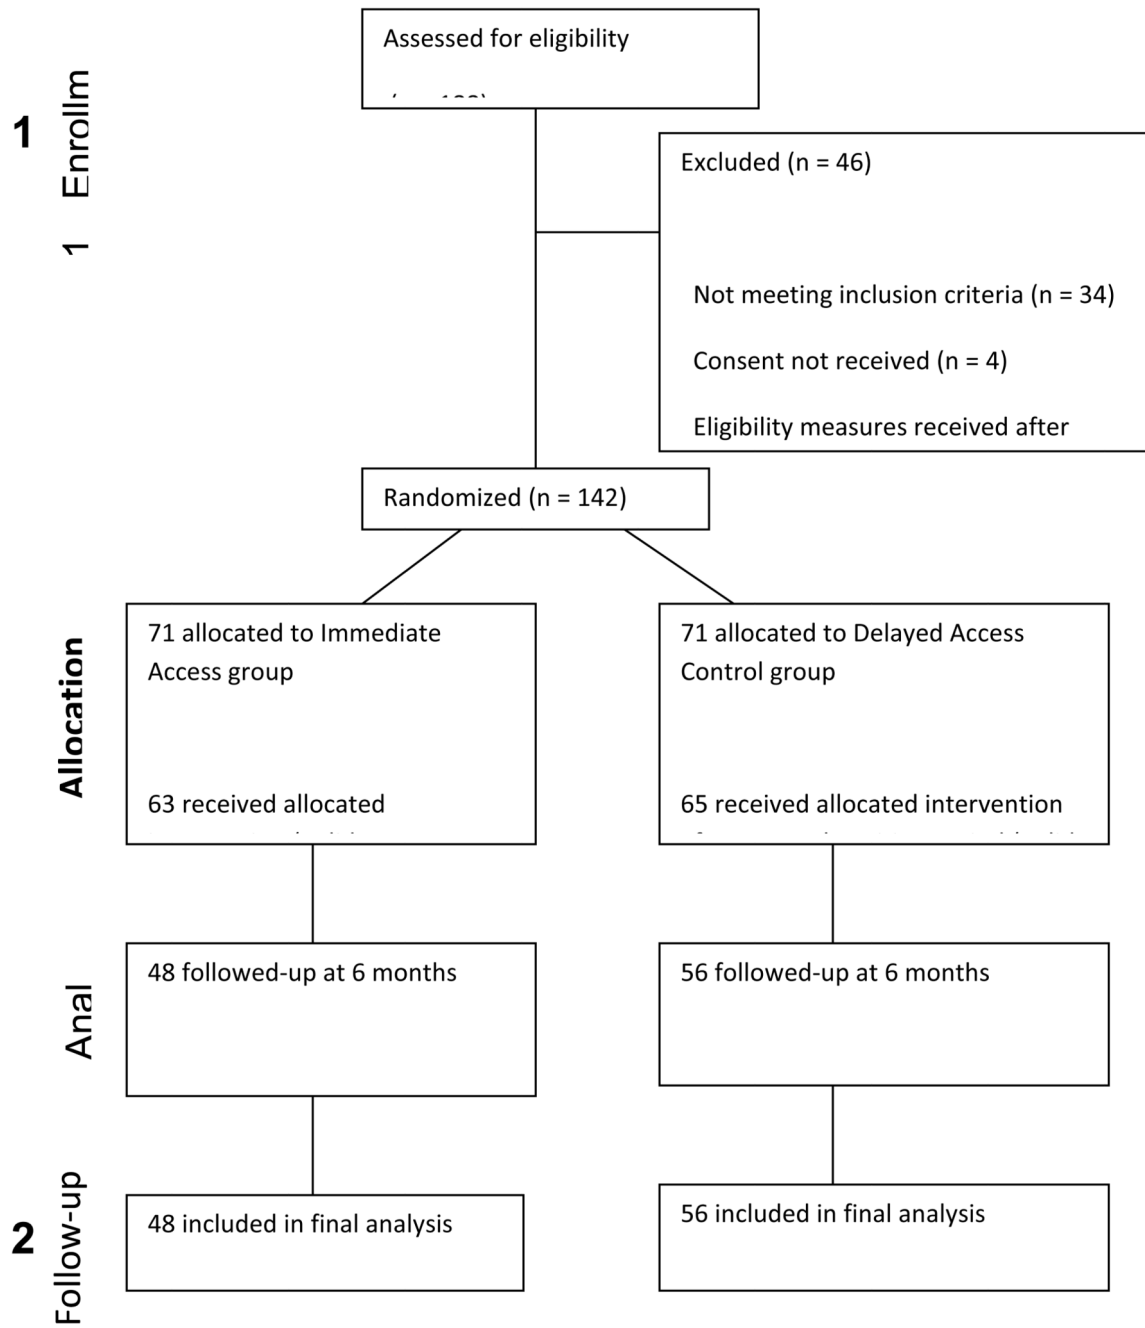 Assessed for eligibility
1
Enrollm
1
Excluded (n = 46)
Not meeting inclusion criteria (n = 34)
Consent not received (n = 4)
Eligibility measures received after
Randomized (n = 142)
Allocation
71 allocated to Immediate
Access group
63 received allocated
71 allocated to Delayed Access
Control group
65 received allocated intervention
Anal
48 followed-up at 6 months
56 followed-up at 6 months
2
Follow-up
48 included in final analysis
56 included in final analysis